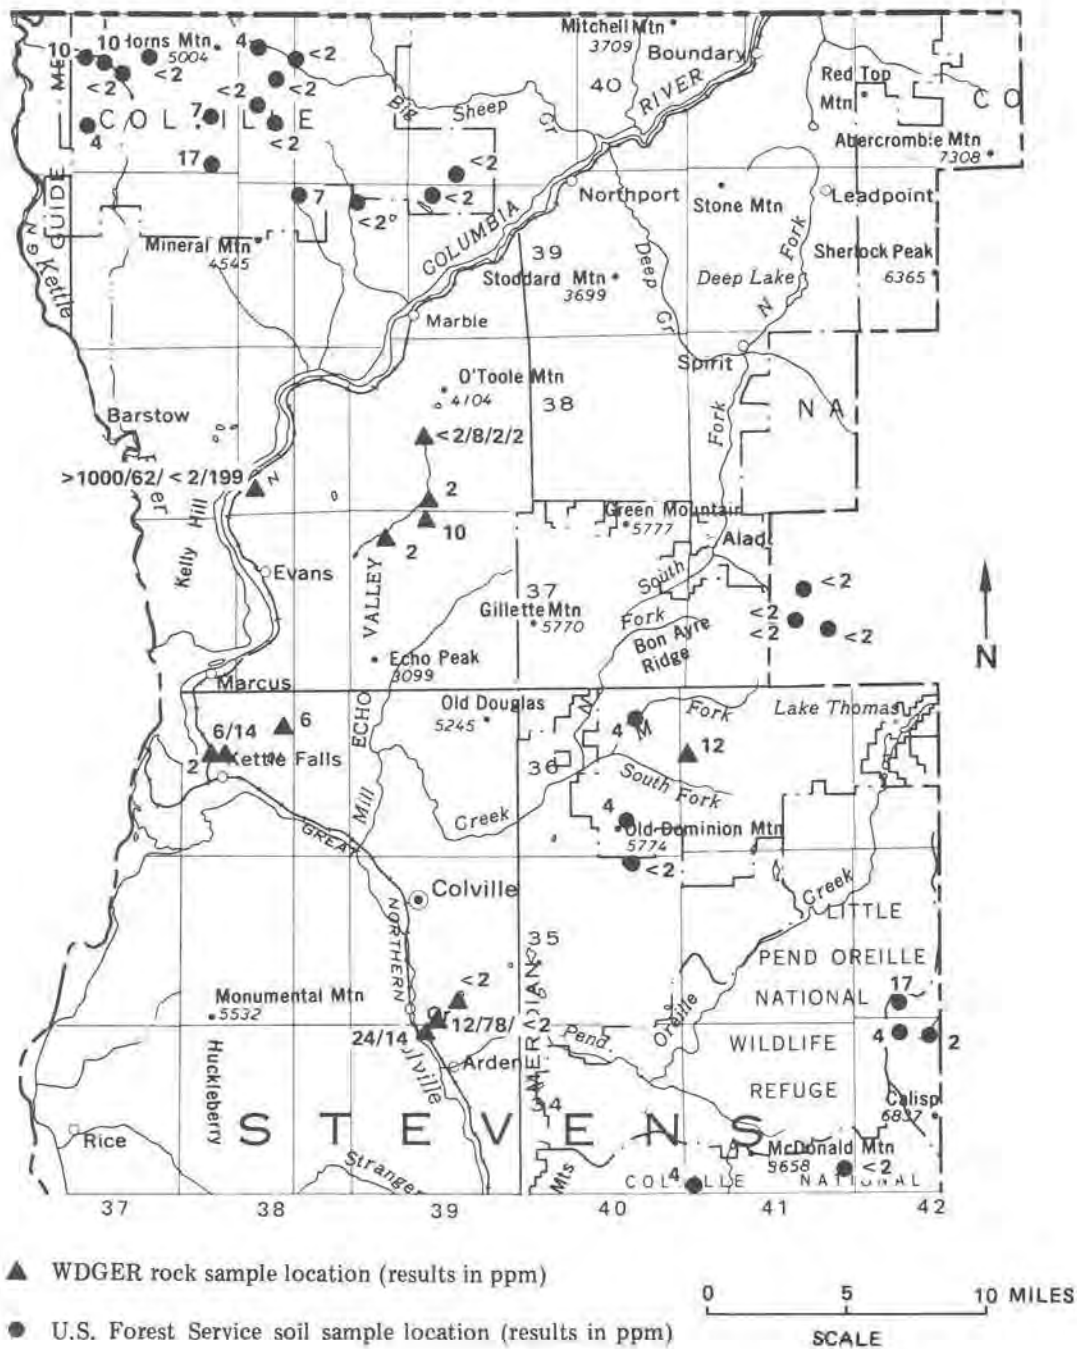 Mitchell Mtn
3709
Boundary
10 10 Horns Mtn 4 <2
5004
<2 <2 <2
<2
Red Top
Mtn
40
RIVER
Big Sheep Cr
C O
7
C O L
4
<2
Abercrombie Mtn
7308
17
<2
Northport
Leadpoint
Stone Mtn
7
<2
<2
GUIDE
Kettle
Mineral Mtn
4545
COLUMBIA
39
Stoddard Mtn
3699
Deep Cr
Deep Lake
N Fork
Sherlock Peak
6365
Marble
Spirit
O'Toole Mtn
4104
38
N A
Barstow
<2/8/2/2
Fork
>1000/62/<2/199
2
10
2
Green Mountain
5777
Alad
Kelly Hill
Evans
VALLEY
37
South
Fork
<2
<2
<2
<2
Gillette Mtn
5770
Bon Ayre
Ridge
N
Echo Peak
3099
Marcus
ECHO
Old Douglas
5245
N
4
M Fork
Lake Thomas
6
6/14
2
Kettle Falls
12
36
South Fork
Mill
Creek
4
Old Dominion Mtn
5774
GREAT
<2
Colville
Creek
LITTLE
NORTHERN
35
PEND OREILLE
<2
MERIDIAN
NATIONAL
17
Monumental Mtn
5532
12/78/ 2
24/14
Pend
Oreille
WILDLIFE
4
2
Huckleberry
Arden
REFUGE
34
Calisp
6837
S T E V E N S
Rice
McDonald Mtn
5658
<2
Stranger
Mts
4
N A T I O N A L
37 38 39 40 41 42
WDGER rock sample location (results in ppm)
0 5 10 MILES
U.S. Forest Service soil sample location (results in ppm)
SCALE